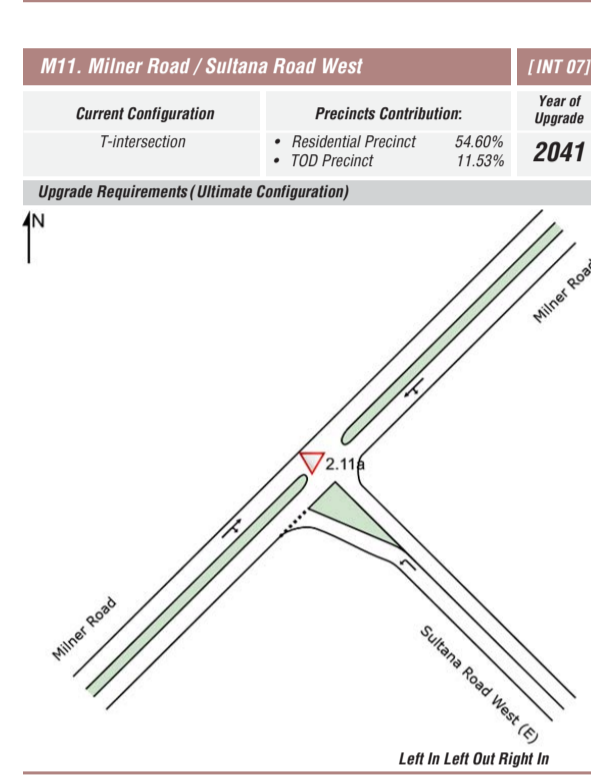 M11. Milner Road / Sultana Road West
[INT 07]
Current Configuration
Precincts Contribution:
Year of
Upgrade
T-intersection
• Residential Precinct 54.60%
• TOD Precinct 11.53%
2041
Upgrade Requirements (Ultimate Configuration)
N
Milner Road
2.11a
Milner Road
Sultana Road West (E)
Left In Left Out Right In